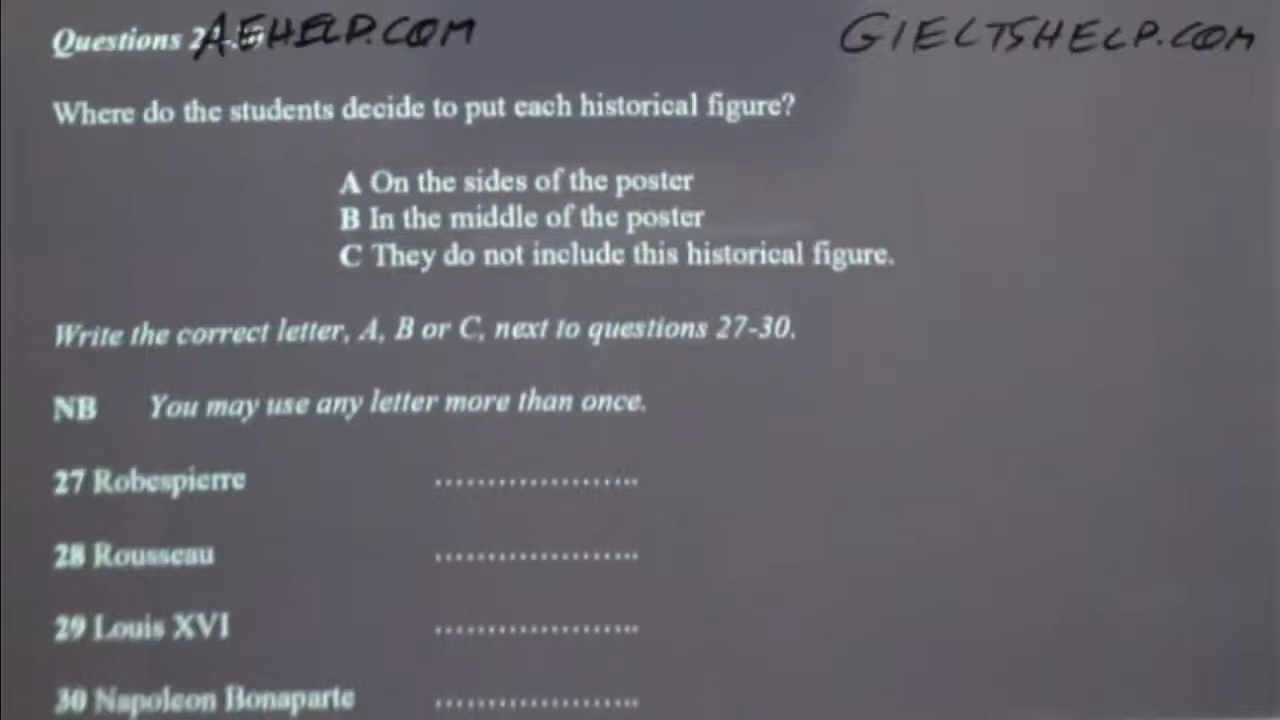 Questions
AEHELP.COM
GIELTSHELP.COM
Where do the students decide to put each historical figure?
A On the sides of the poster
B In the middle of the poster
C They do not include this historical figure.
Write the correct letter, A, B or C, next to questions 27-30.
NB You may use any letter more than once.
27 Robespierre ....................
28 Rousseau ....................
29 Louis XVI ....................
30 Napoleon Bonaparte ....................